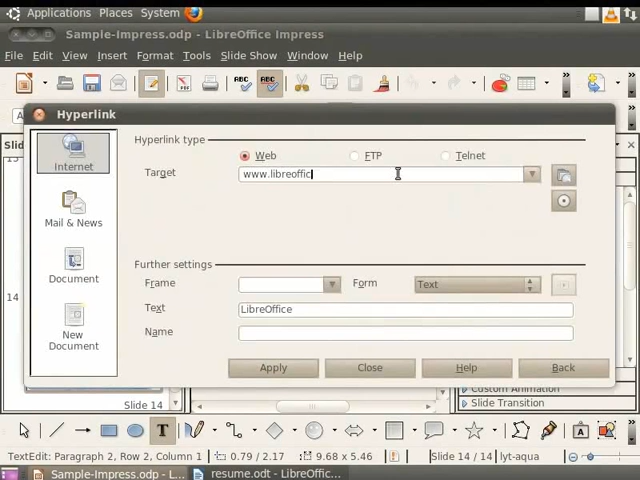 Applications Places System
Sample-Impress.odp - LibreOffice Impress
File Edit View Insert Format Tools Slide Show Window Help
ABC ABC
Hyperlink
Internet
Mail & News
Document
New Document
Hyperlink type
Web FTP Telnet
Target www.libreoffic
Further settings
Frame Form Text
Text LibreOffice
Name
Apply Close Help Back
14
Slide 14
Custom Animation
Slide Transition
TextEdit: Paragraph 2, Row 2, Column 1 0.79 / 2.17 9.68 x 5.46 Slide 14 / 14 lyt-aqua
Sample-Impress.odp - L... resume.odt - LibreOffic...